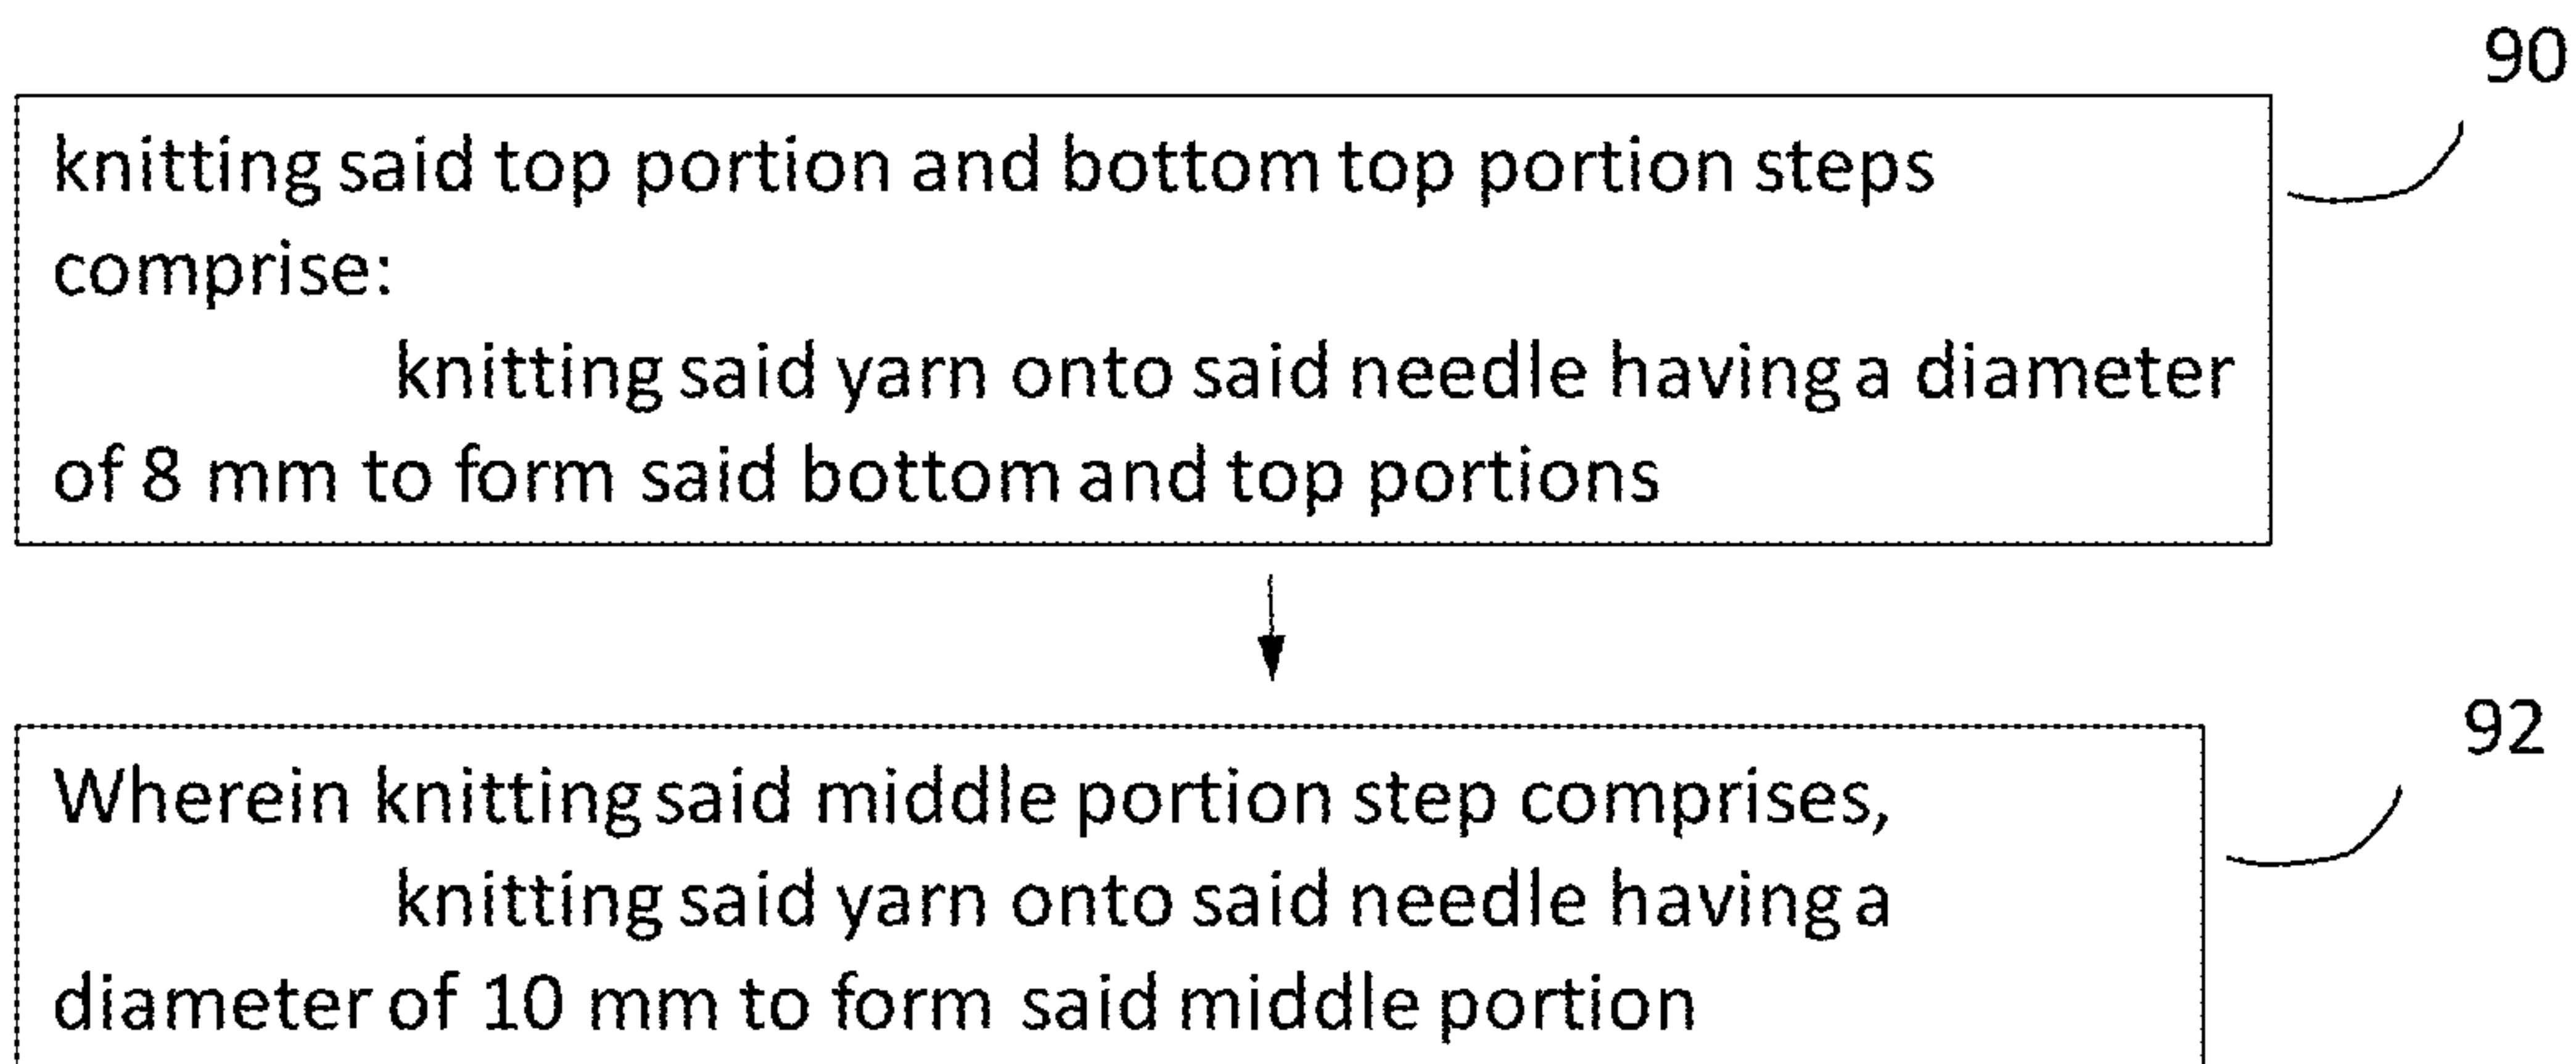 90
knitting said top portion and bottom top portion steps
comprise:
knitting said yarn onto said needle having a diameter
of 8 mm to form said bottom and top portions
92
Wherein knitting said middle portion step comprises,
knitting said yarn onto said needle having a
diameter of 10 mm to form said middle portion